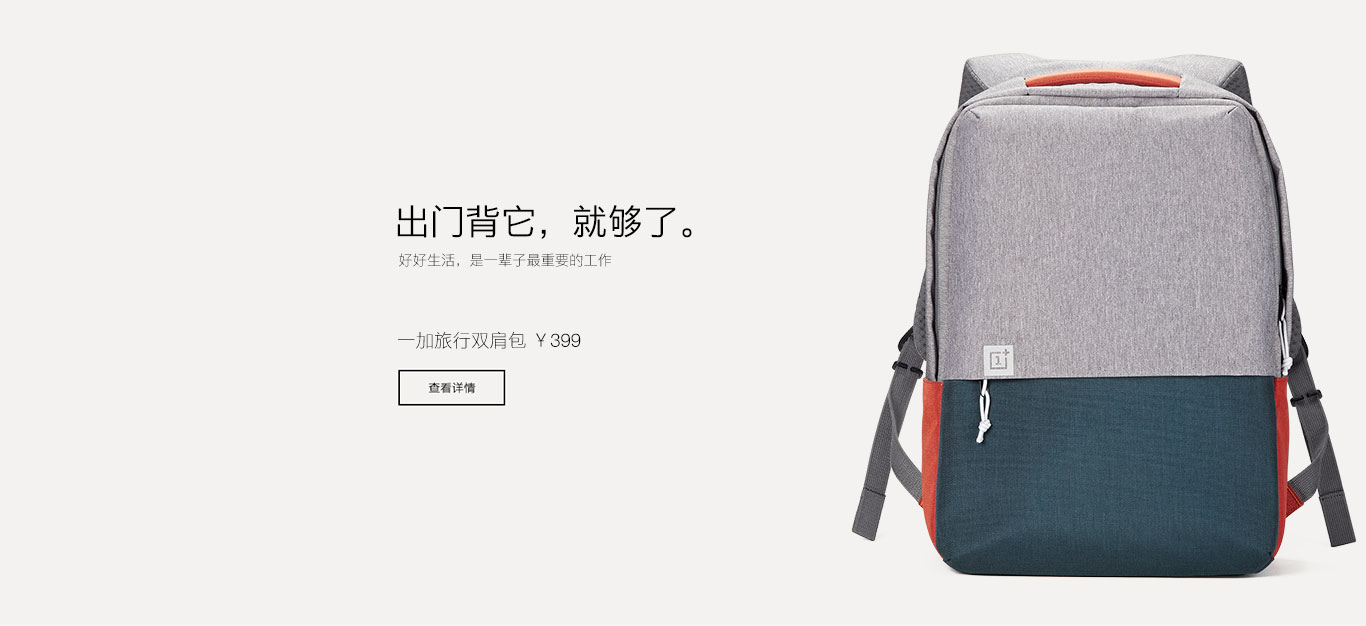 出门背它，就够了。
好好生活，是一辈子最重要的工作
一加旅行双肩包 ￥399
查看详情
1+